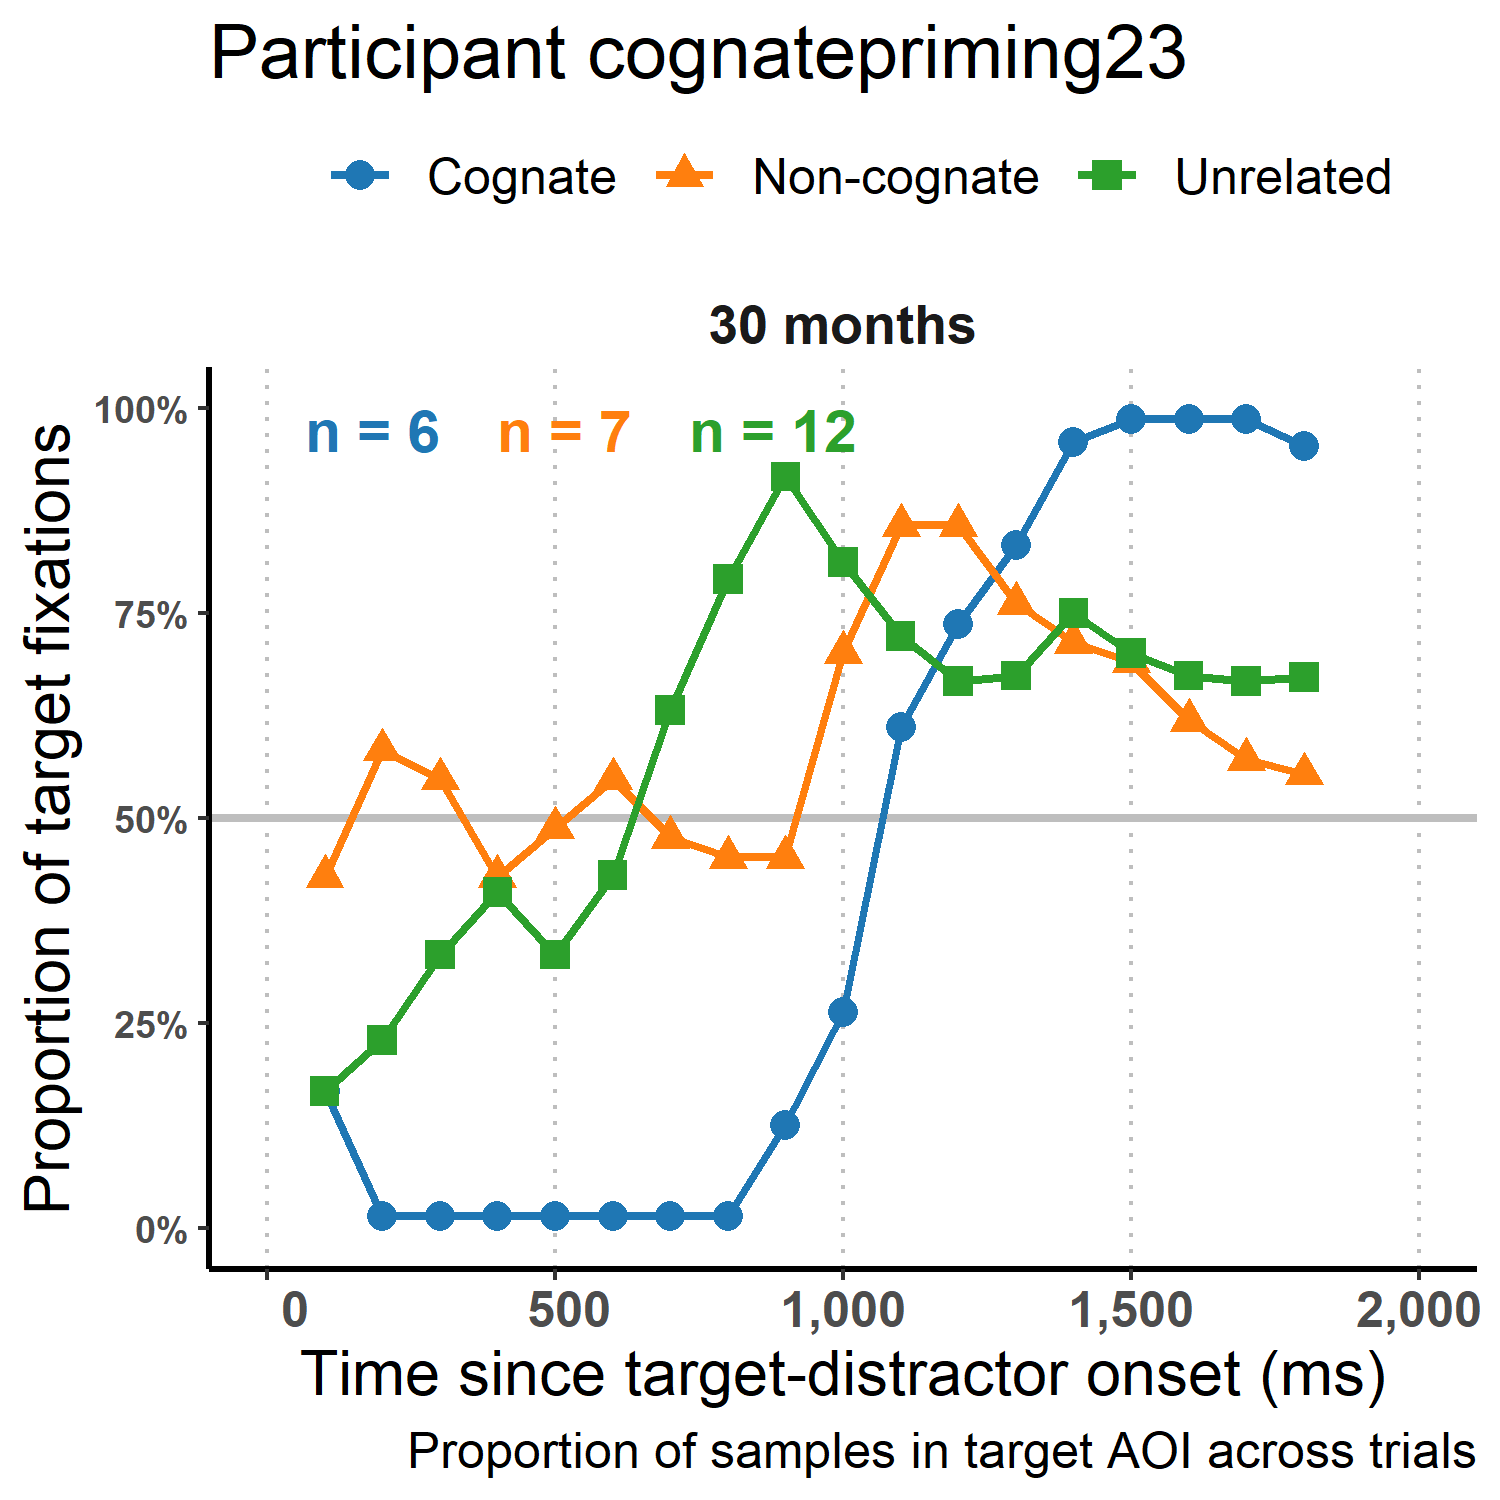 Participant cognatepriming23
Cognate Non-cognate Unrelated
30 months
n = 6 n = 7 n = 12
Proportion of target fixations
100%
75%
50%
25%
0%
0 500 1,000 1,500 2,000
Time since target-distractor onset (ms)
Proportion of samples in target AOI across trials